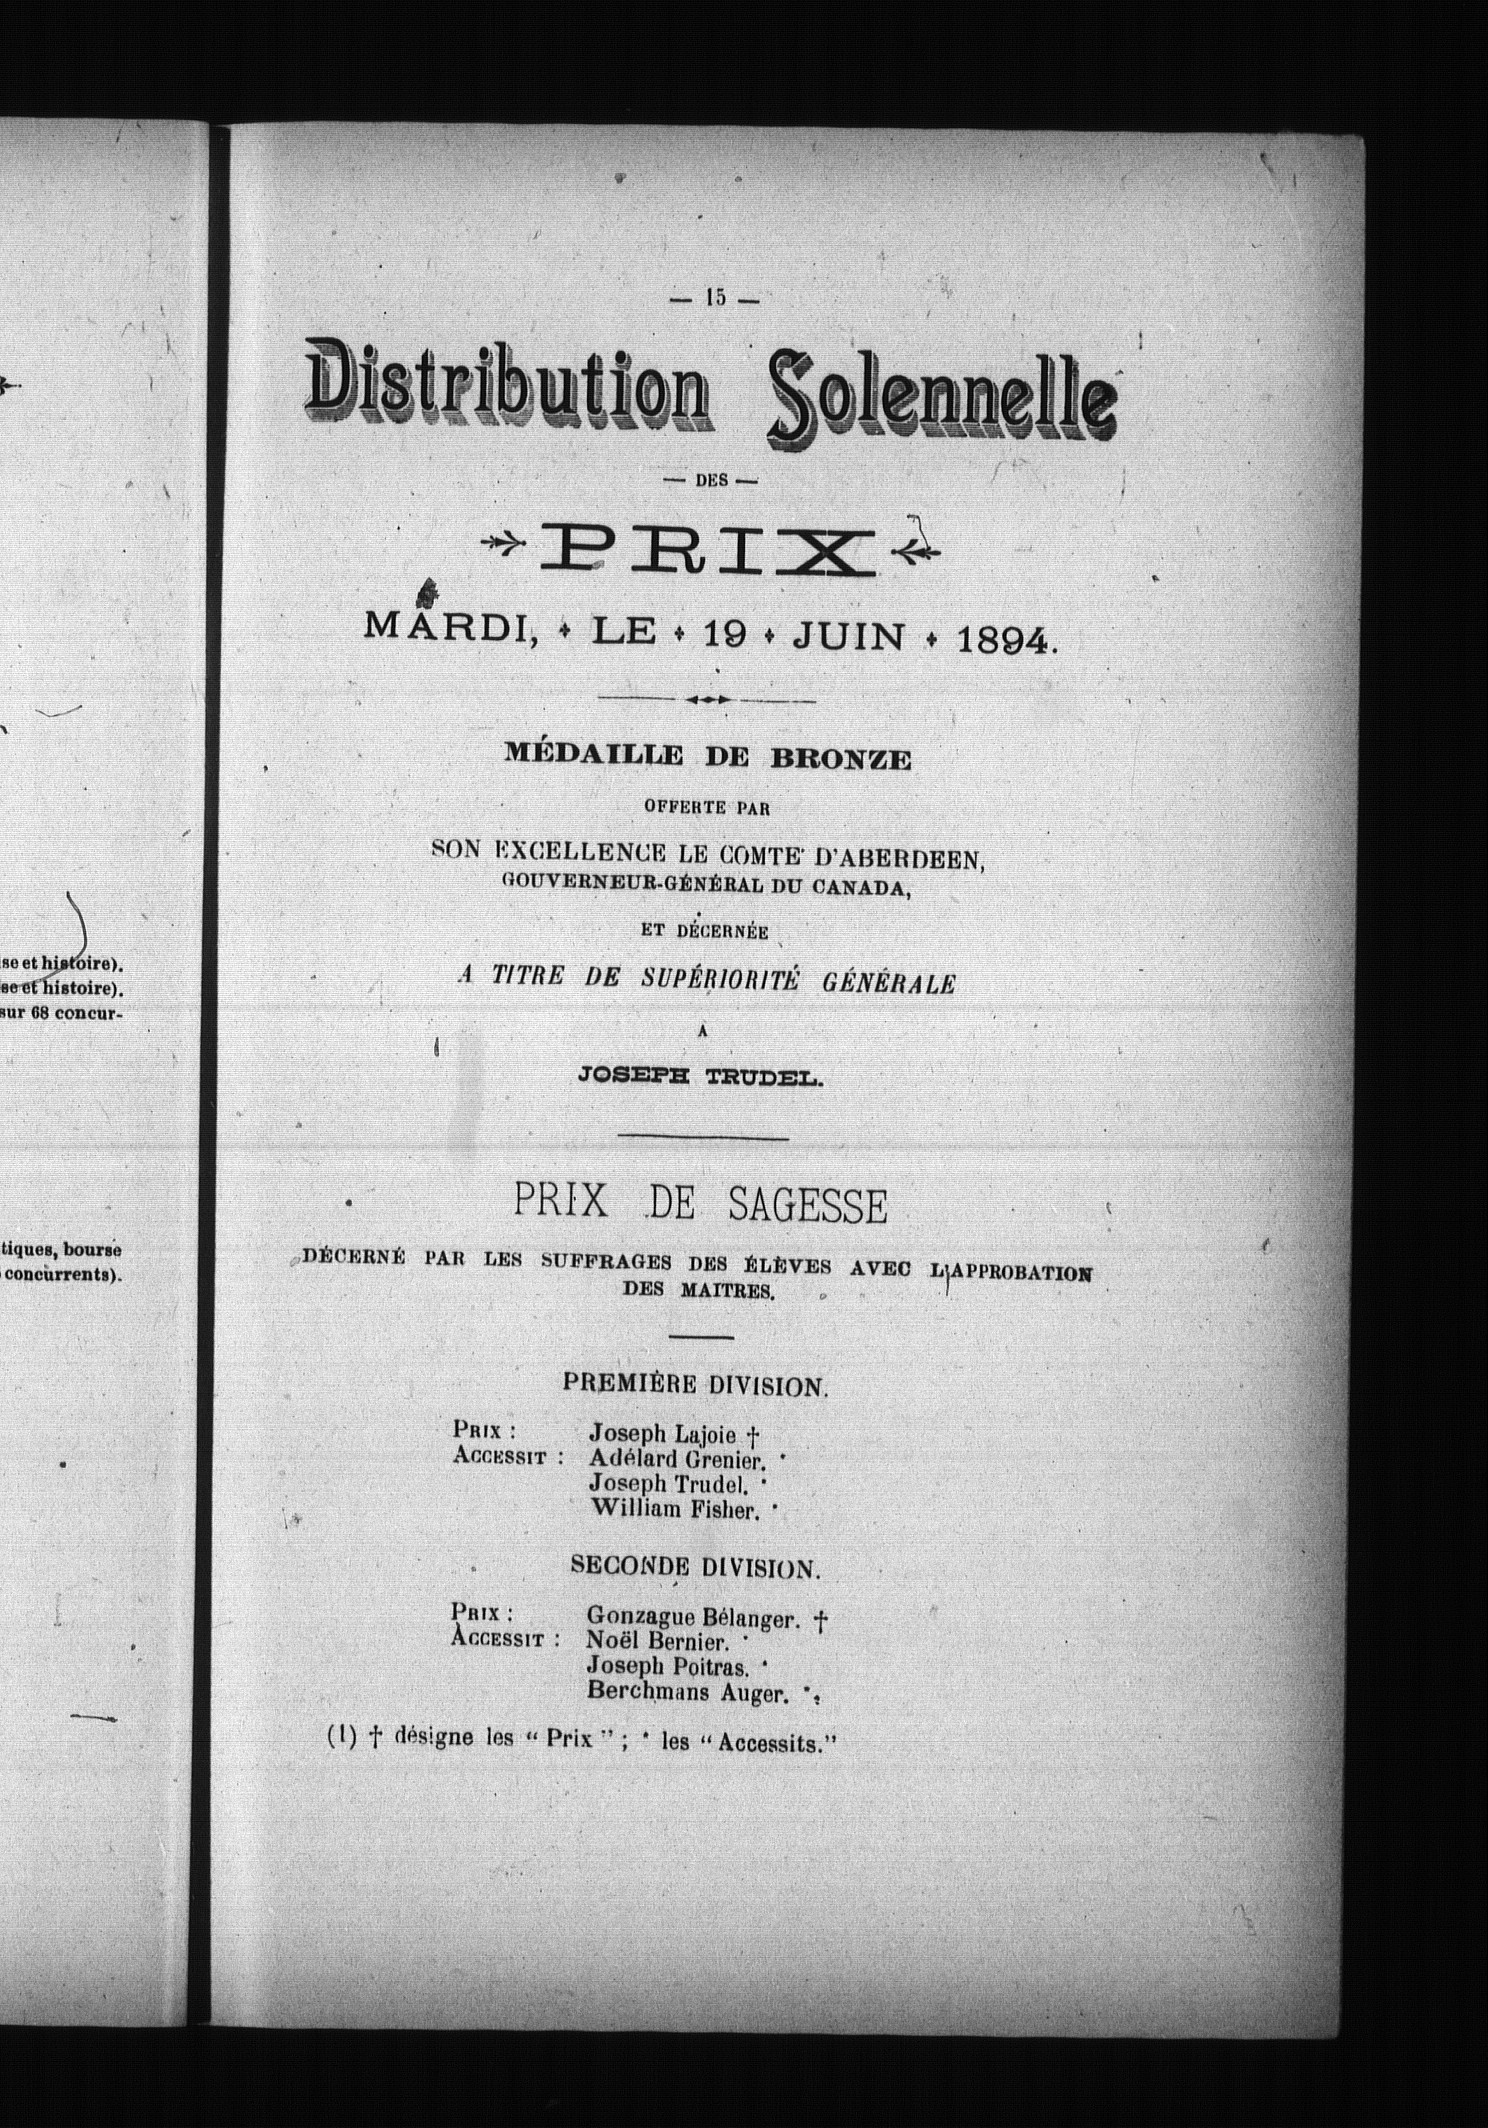 se et histoire).
se et histoire).
sur 68 concur-
tiques, bourse
concurrents).
— 15 —
Distribution Solennelle
— DES —
PRIX
MARDI, LE 19 JUIN 1894.
MÉDAILLE DE BRONZE
OFFERTE PAR
SON EXCELLENCE LE COMTE D'ABERDEEN,
GOUVERNEUR-GÉNÉRAL DU CANADA,
ET DÉCERNÉE
A TITRE DE SUPÉRIORITÉ GÉNÉRALE
A
JOSEPH TRUDEL.
PRIX DE SAGESSE
DÉCERNÉ PAR LES SUFFRAGES DES ÉLÈVES AVEC L'APPROBATION
DES MAITRES.
PREMIÈRE DIVISION.
PRIX : Joseph Lajoie †
ACCESSIT : Adélard Grenier. *
Joseph Trudel. *
William Fisher. *
SECONDE DIVISION.
PRIX : Gonzague Bélanger. †
ACCESSIT : Noël Bernier. *
Joseph Poitras. *
Berchmans Auger. *
(1) † désigne les “ Prix ” ; * les “ Accessits.”